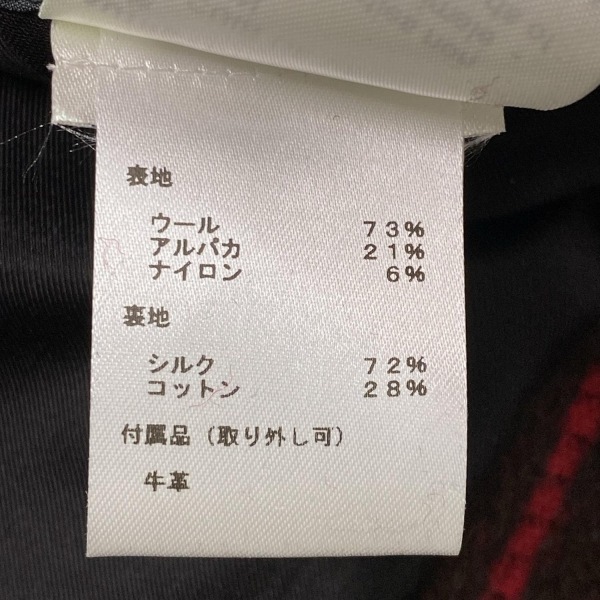 表地
ウール 73%
アルパカ 21%
ナイロン 6%
裏地
シルク 72%
コットン 28%
付属品(取り外し可)
牛革